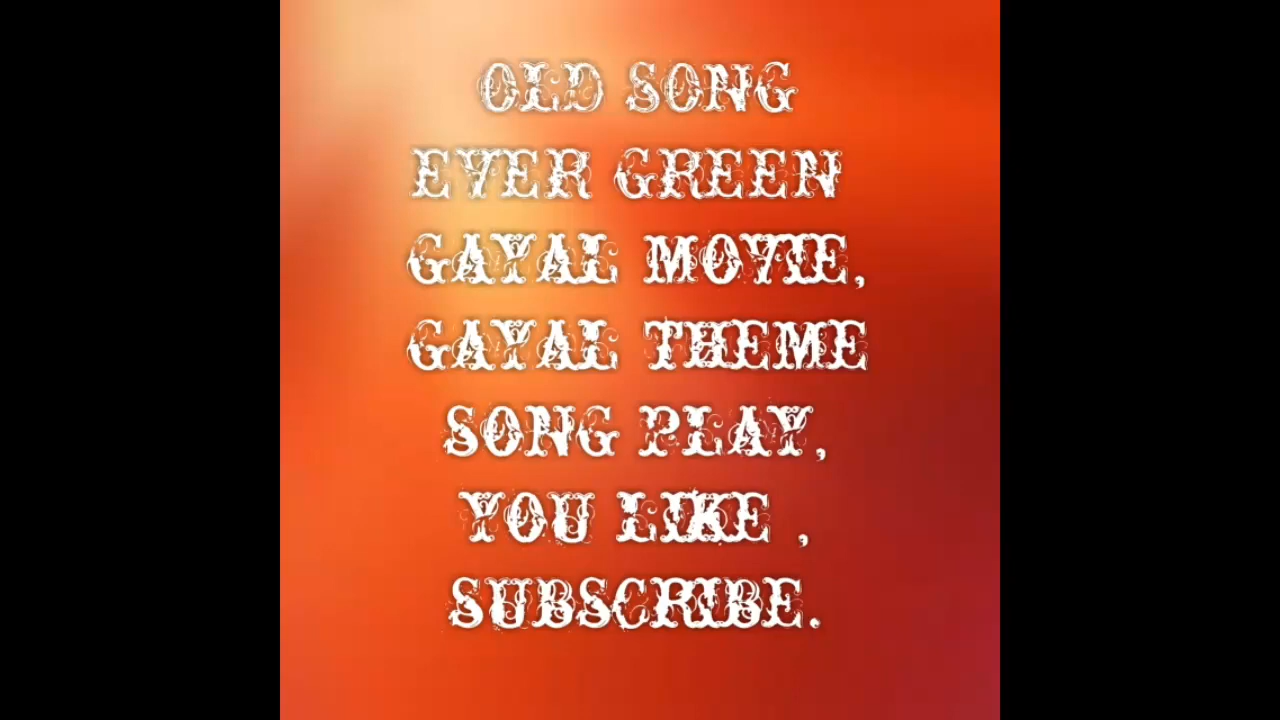 OLD SONG
EVER GREEN
GAYAL MOVIE,
GAYAL THEME
SONG PLAY,
YOU LIKE ,
SUBSCRIBE.